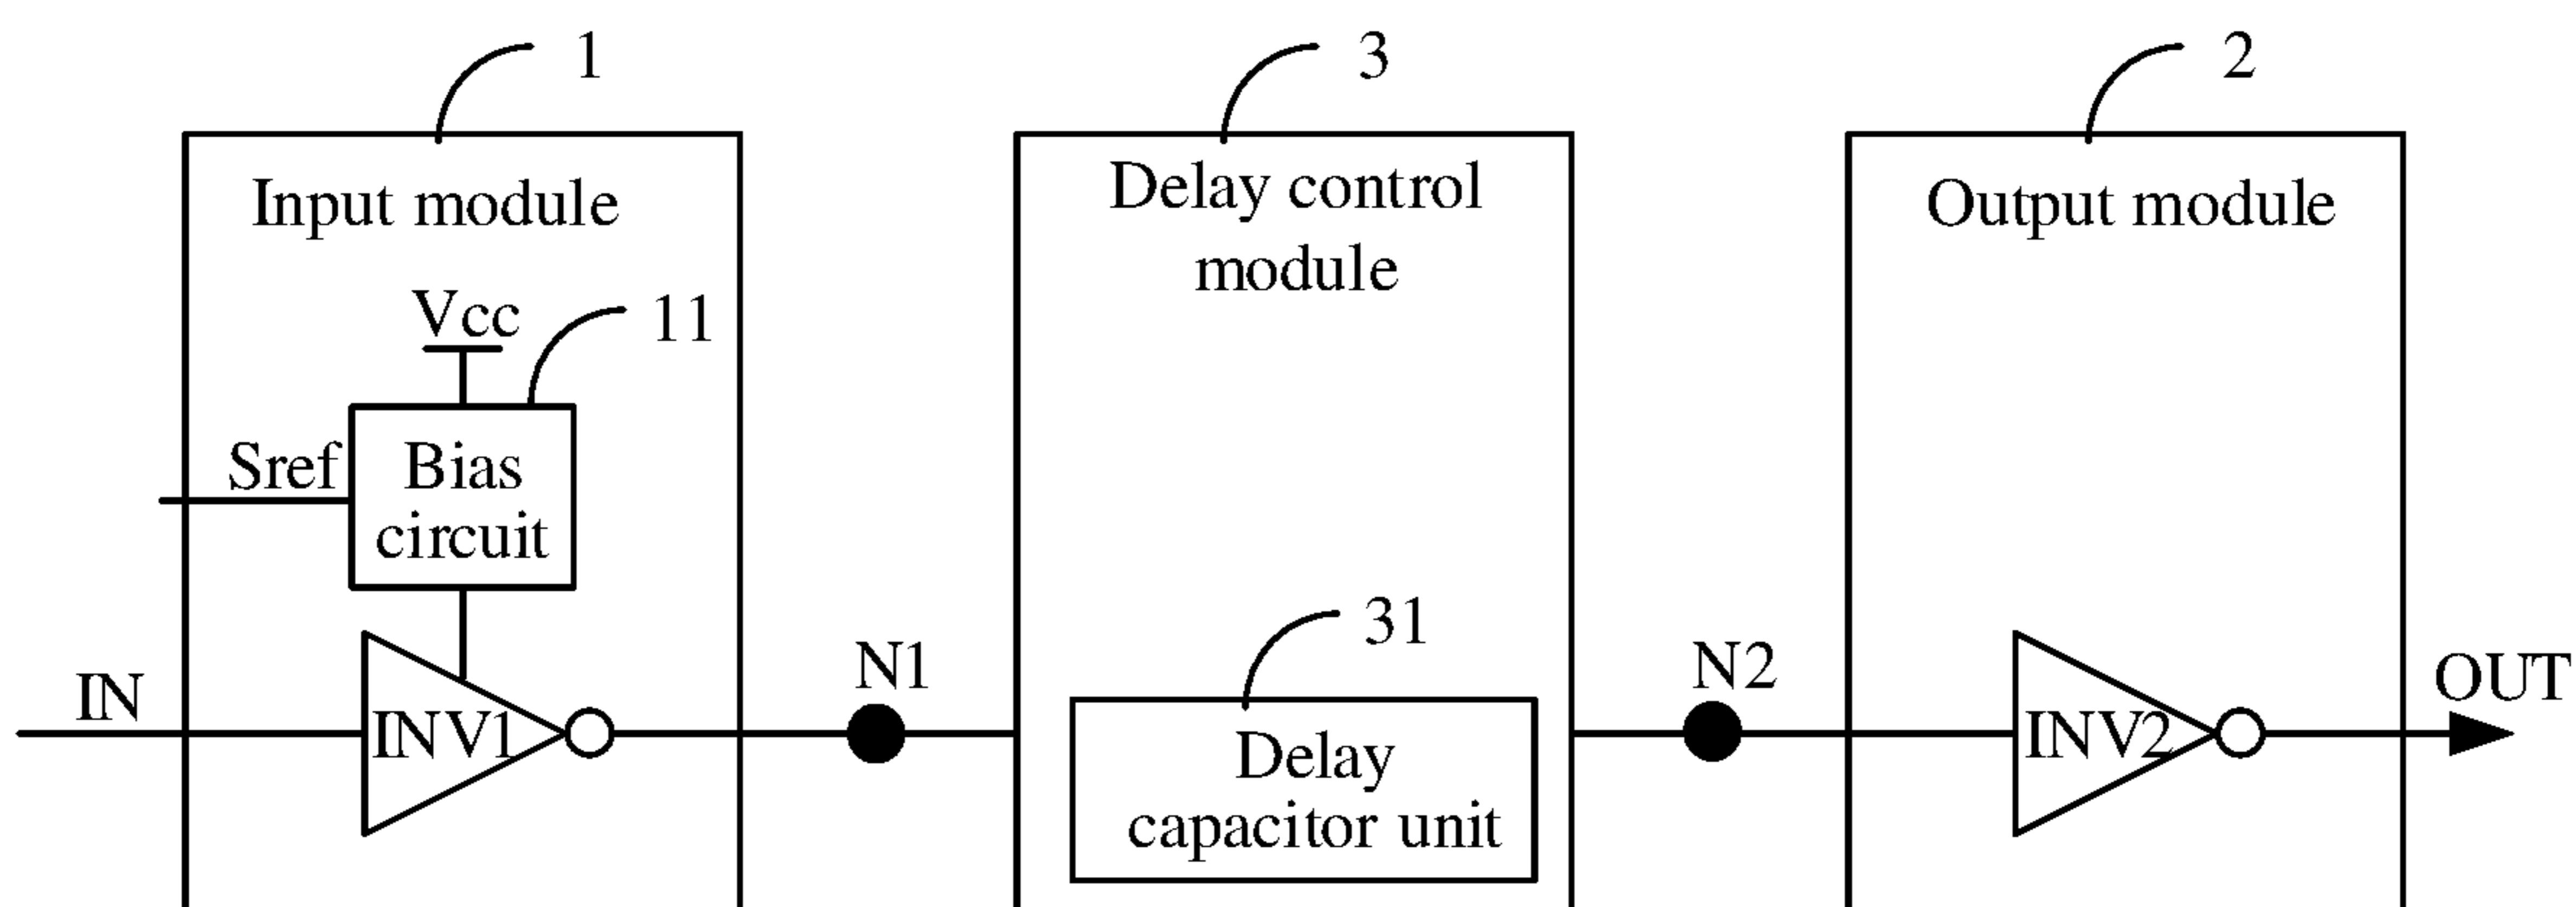 1
3
2
Input module
Delay control
module
Output module
Vcc
11
Sref
Bias
circuit
31
IN
INV1
N1
Delay
capacitor unit
N2
INV2
OUT